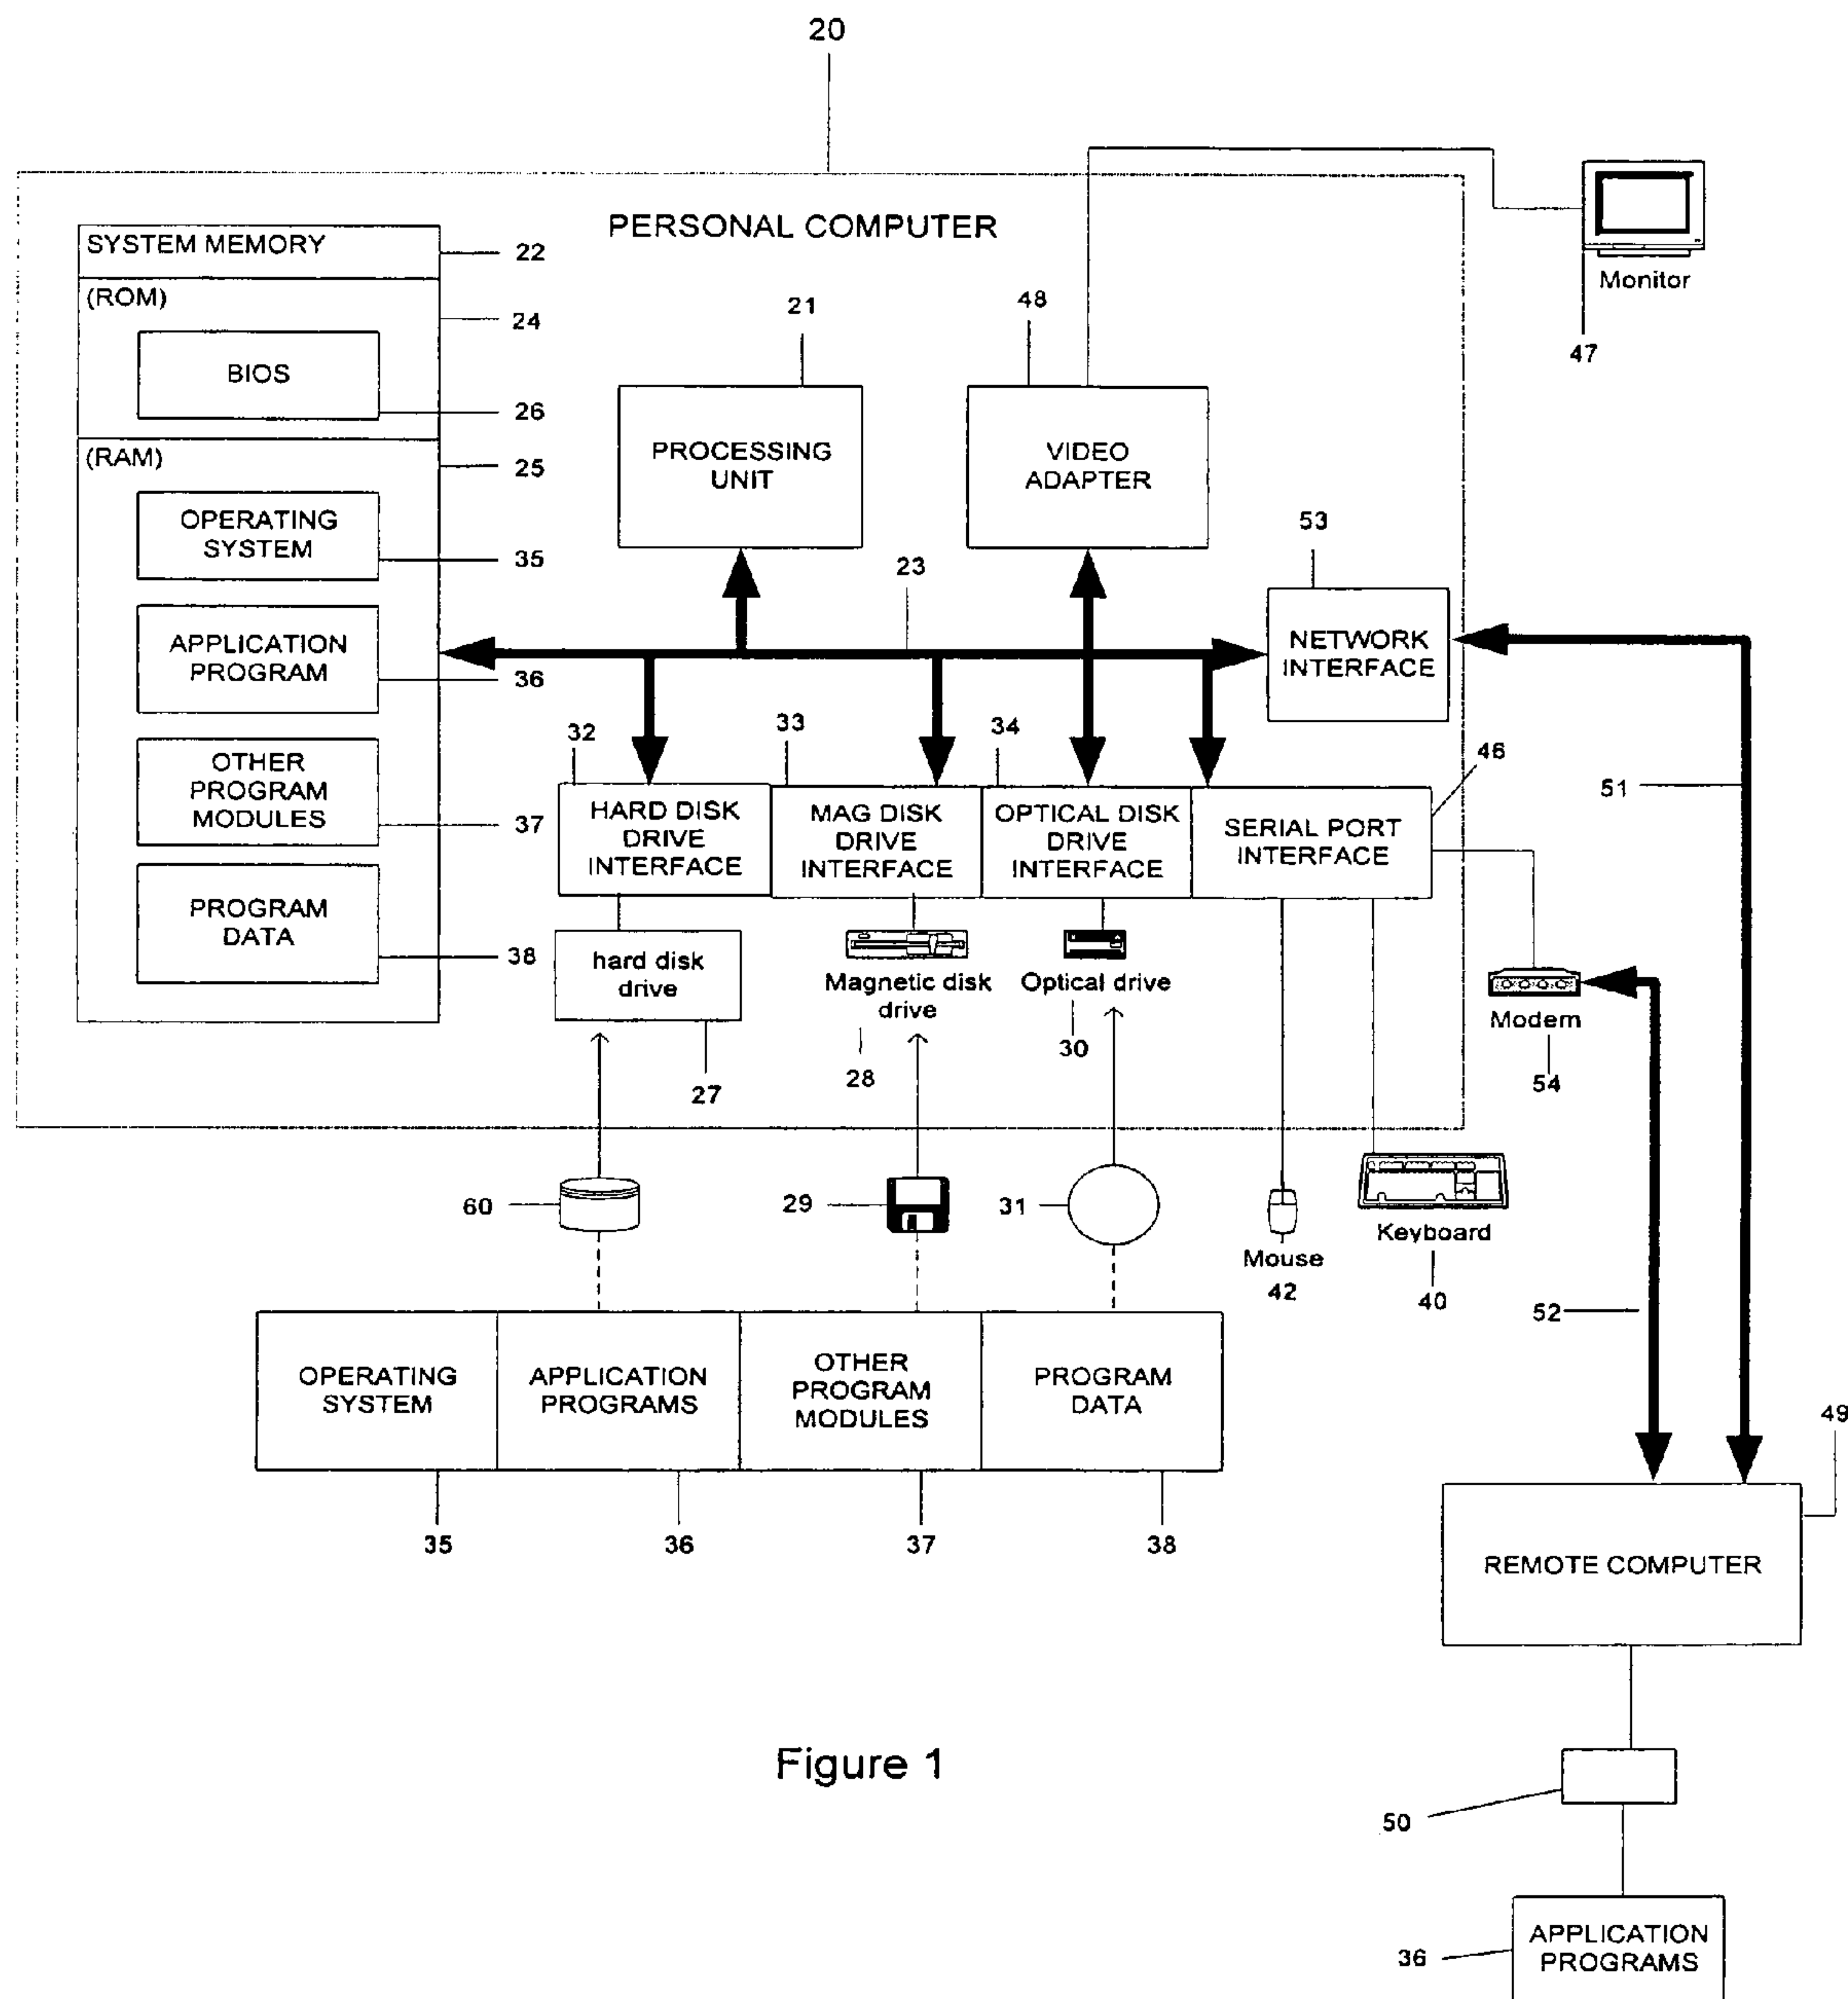 20
PERSONAL COMPUTER
SYSTEM MEMORY
22
(ROM)
24
BIOS
26
(RAM)
25
OPERATING
SYSTEM
35
APPLICATION
PROGRAM
36
OTHER
PROGRAM
MODULES
37
PROGRAM
DATA
38
21
PROCESSING
UNIT
48
VIDEO
ADAPTER
Monitor
47
23
53
NETWORK
INTERFACE
32
HARD DISK
DRIVE
INTERFACE
33
MAG DISK
DRIVE
INTERFACE
34
OPTICAL DISK
DRIVE
INTERFACE
46
SERIAL PORT
INTERFACE
51
hard disk
drive
27
Magnetic disk
drive
28
Optical drive
30
Modem
54
60
29
31
Mouse
42
Keyboard
40
52
OPERATING
SYSTEM
APPLICATION
PROGRAMS
OTHER
PROGRAM
MODULES
PROGRAM
DATA
35
36
37
38
49
REMOTE COMPUTER
Figure 1
50
36
APPLICATION
PROGRAMS